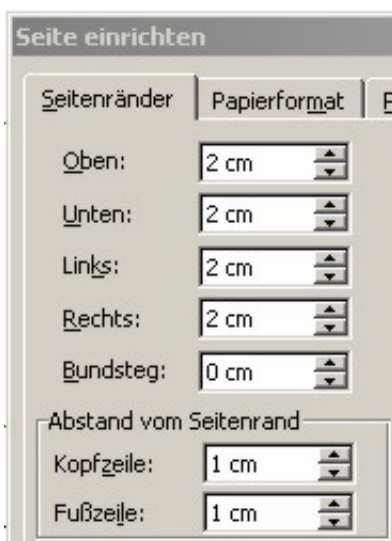 Seite einrichten
Seitenränder Papierformat
Oben: 2 cm
Unten: 2 cm
Links: 2 cm
Rechts: 2 cm
Bundsteg: 0 cm
Abstand vom Seitenrand
Kopfzeile: 1 cm
Fußzeile: 1 cm